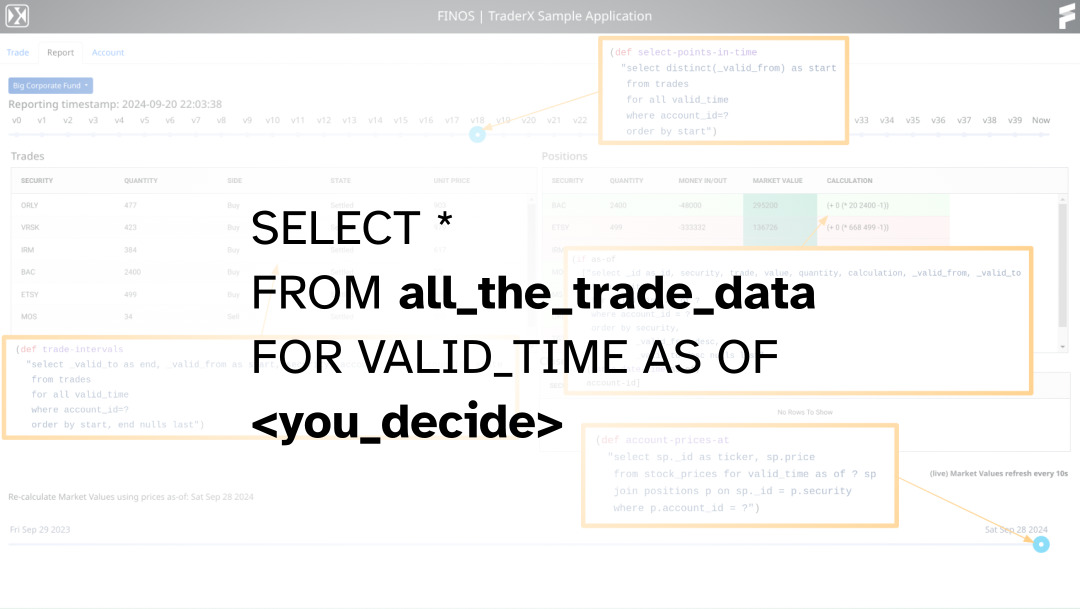 FINOS | TraderX Sample Application
Trade Report Account
Big Corporate Fund
Reporting timestamp: 2024-09-20 22:03:38
v0 v1 v2 v3 v4 v5 v6 v7 v8 v9 v10 v11 v12 v13 v14 v15 v16 v17 v18 v19 v20 v21 v22 v33 v34 v35 v36 v37 v38 v39 Now
(def select-points-in-time
"select distinct(_valid_from) as start
from trades
for all valid_time
where account_id=?
order by start")
Trades
SECURITY QUANTITY SIDE STATE UNIT PRICE
ORLY 477 Buy Settled
VRSK 423 Buy
IRM 384 Buy
BAC 2400 Buy
ETSY 499 Buy
MOS 34 Sell
Positions
SECURITY QUANTITY MONEY IN/OUT MARKET VALUE CALCULATION
BAC 2400 -48000 295200 (+ 0 (* 20 2400 -1))
ETSY 499 -333332 136726 (+ 0 (* 668 499 -1))
SELECT *
FROM all_the_trade_data
FOR VALID_TIME AS OF
<you_decide>
(if as-of
select _id as id, security, trade, value, quantity, calculation, _valid_from, _valid_to
where account_id = ?
order by security,
account-id]
(def trade-intervals
"select _valid_to as end, _valid_from as start,
from trades
for all valid_time
where account_id=?
order by start, end nulls last")
No Rows To Show
(def account-prices-at
"select sp._id as ticker, sp.price
from stock_prices for valid_time as of ? sp
join positions p on sp._id = p.security
where p.account_id = ?")
(live) Market Values refresh every 10s
Re-calculate Market Values using prices as-of: Sat Sep 28 2024
Fri Sep 29 2023
Sat Sep 28 2024